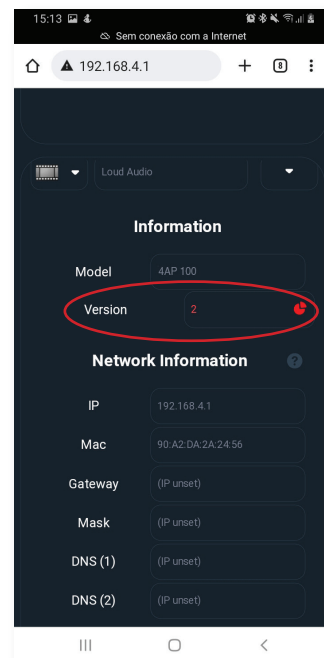 15:13
Sem conexão com a Internet
192.168.4.1
8
Loud Audio
Information
Model
4AP 100
Version
2
Network Information
?
IP
192.168.4.1
Mac
90:A2:DA:2A:24:56
Gateway
(IP unset)
Mask
(IP unset)
DNS (1)
(IP unset)
DNS (2)
(IP unset)